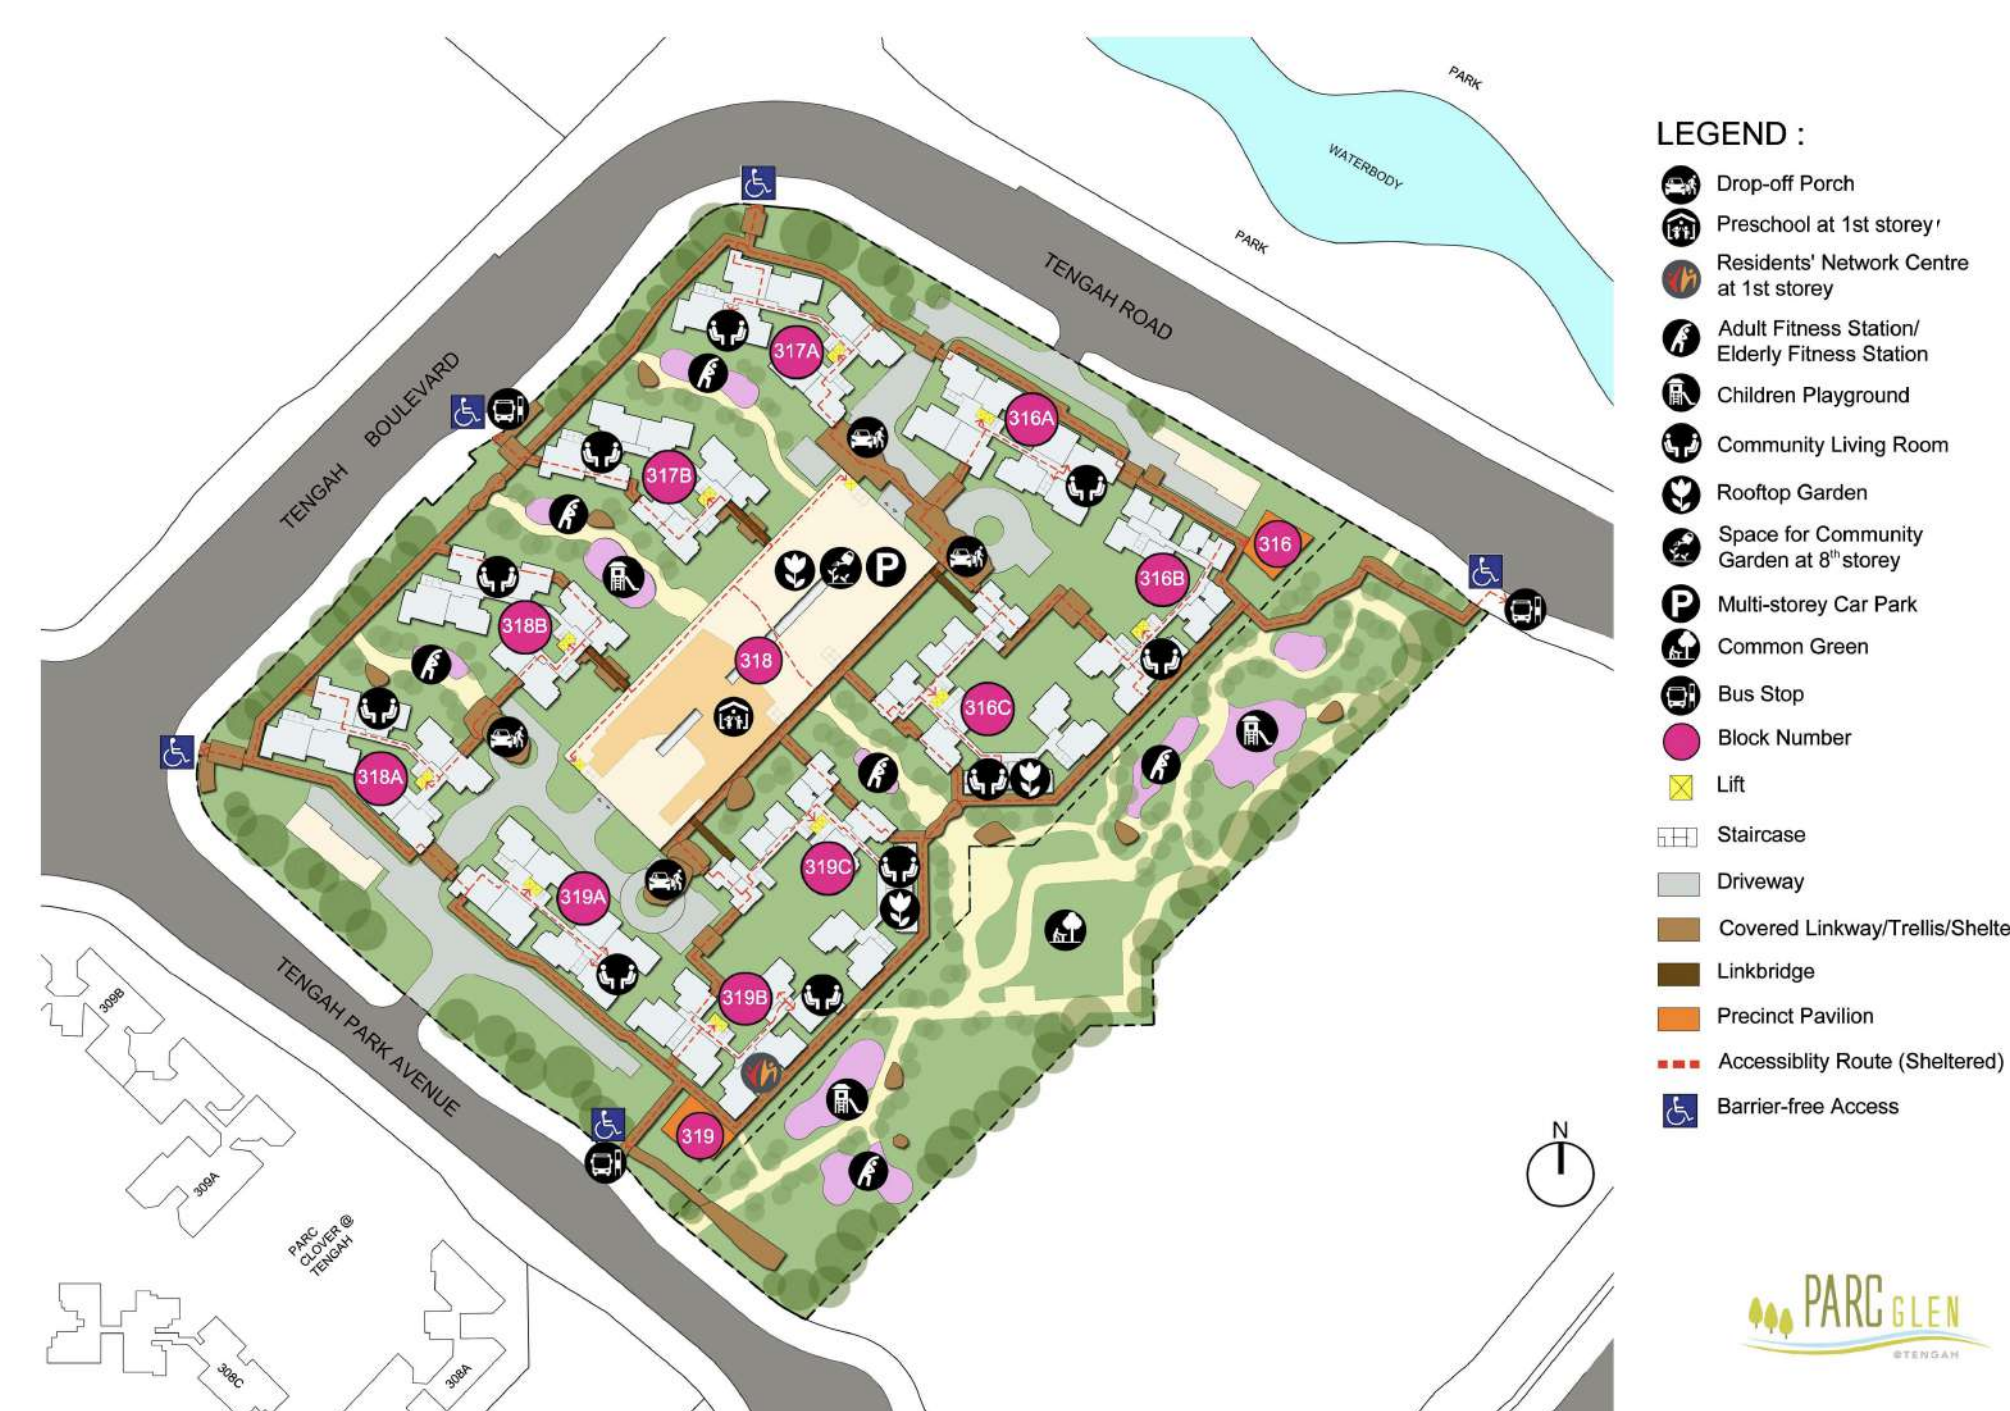 PARK
WATERBODY
PARK
TENGAH ROAD
TENGAH BOULEVARD
317A
316A
317B
316
316B
P
318B
318
316C
318A
319C
319A
319B
319
TENGAH PARK AVENUE
309B
309A
PARC
CLOVER @
TENGAH
308C
308A
N
LEGEND :
Drop-off Porch
Preschool at 1st storey
Residents' Network Centre
at 1st storey
Adult Fitness Station/
Elderly Fitness Station
Children Playground
Community Living Room
Rooftop Garden
Space for Community
Garden at 8th storey
P Multi-storey Car Park
Common Green
Bus Stop
Block Number
Lift
Staircase
Driveway
Covered Linkway/Trellis/Shelte
Linkbridge
Precinct Pavilion
Accessiblity Route (Sheltered)
Barrier-free Access
PARC GLEN
@TENGAH